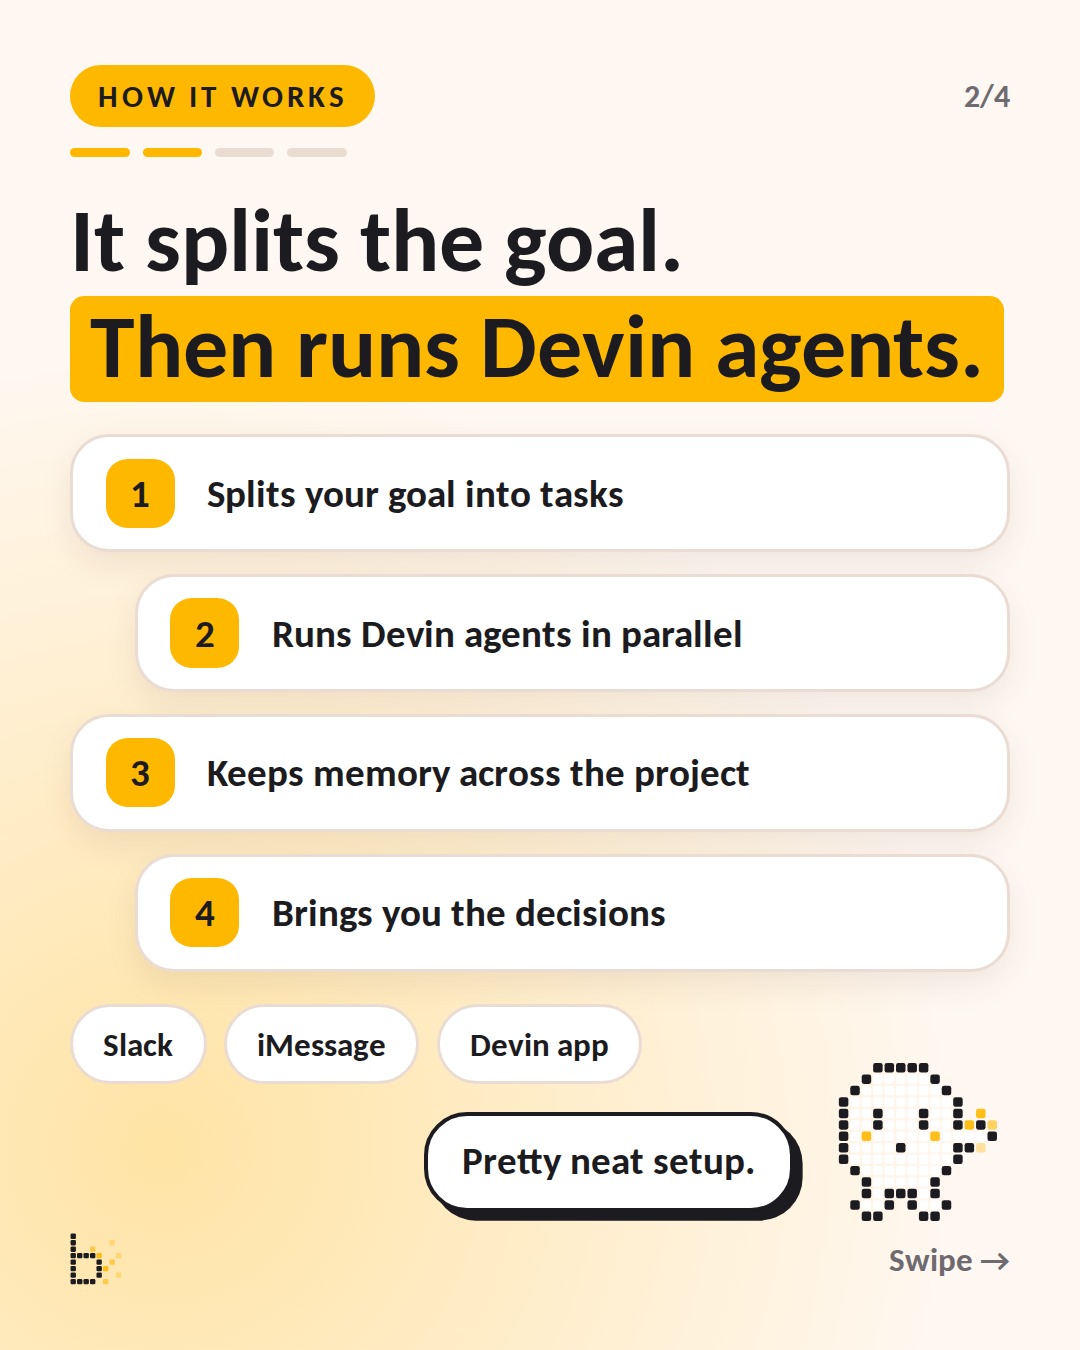 HOW IT WORKS
2/4
It splits the goal.
Then runs Devin agents.
1 Splits your goal into tasks
2 Runs Devin agents in parallel
3 Keeps memory across the project
4 Brings you the decisions
Slack iMessage Devin app
Pretty neat setup.
b
Swipe →